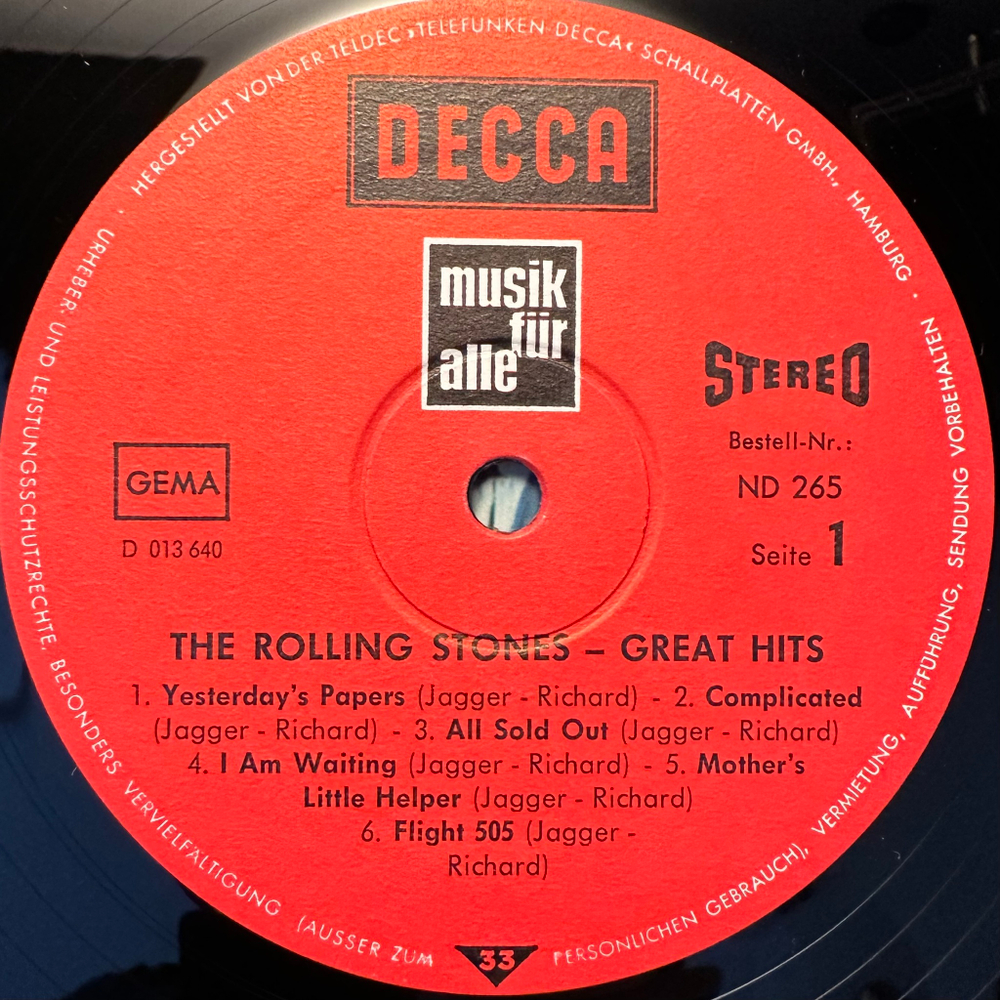 HERGESTELLT VON DER TELDEC »TELEFUNKEN-DECCA« SCHALLPLATTEN GMBH., HAMBURG •
URHEBER- UND LEISTUNGSSCHUTZRECHTE, BESONDERS VERVIELFÄLTIGUNG (AUSSER ZUM PERSONLICHEN GEBRAUCH), VERMIETUNG, AUFFÜHRUNG, SENDUNG VORBEHALTEN
DECCA
musik
für
alle
STEREO
Bestell-Nr.:
GEMA
ND 265
D 013 640
Seite 1
THE ROLLING STONES – GREAT HITS
1. Yesterday's Papers (Jagger - Richard) - 2. Complicated
(Jagger - Richard) - 3. All Sold Out (Jagger - Richard)
4. I Am Waiting (Jagger - Richard) - 5. Mother's
Little Helper (Jagger - Richard)
6. Flight 505 (Jagger -
Richard)
33